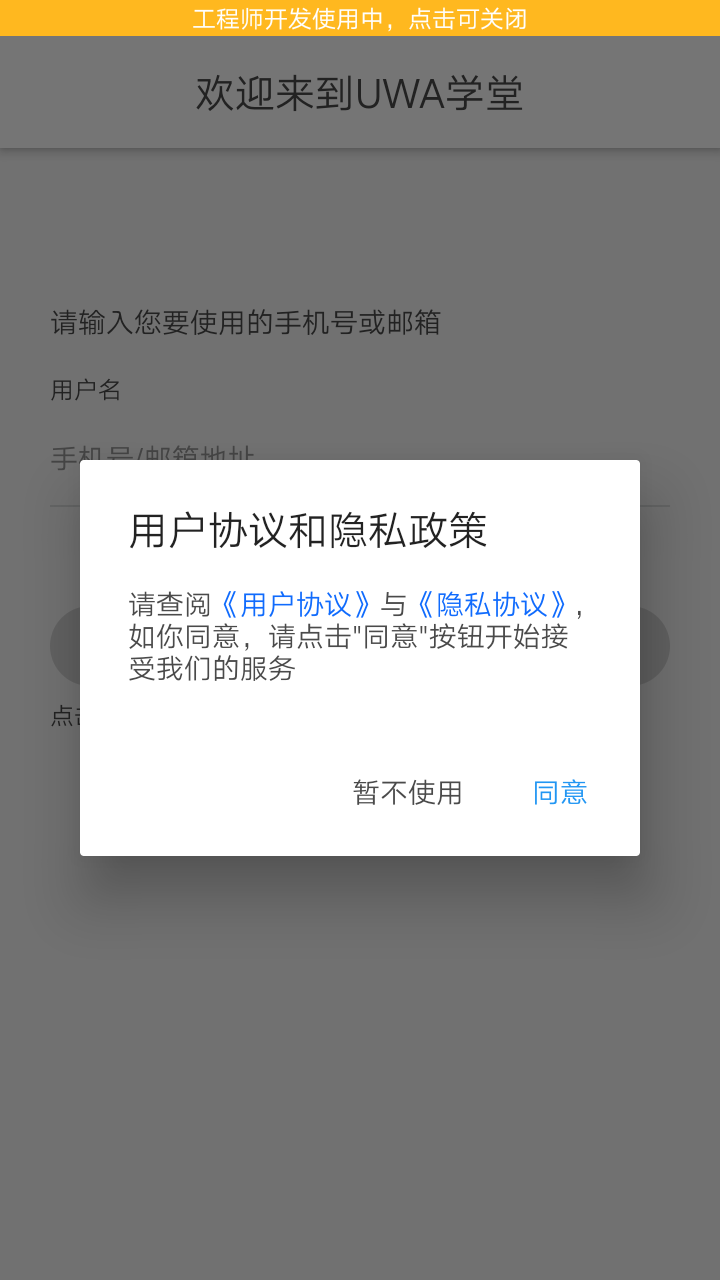 工程师开发使用中，点击可关闭
欢迎来到UWA学堂
请输入您要使用的手机号或邮箱
用户名
手机号/邮箱地址
用户协议和隐私政策
请查阅《用户协议》与《隐私协议》，
如你同意，请点击"同意"按钮开始接
受我们的服务
点击
暂不使用 同意